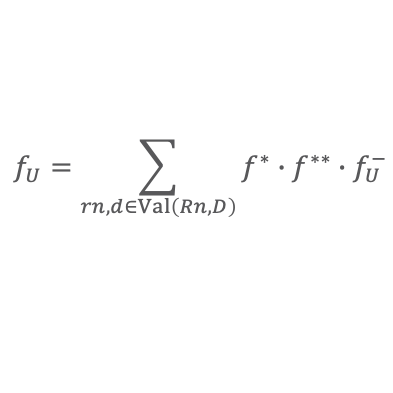 f_U = ∑_{rn,d∈Val(Rn,D)} f* · f** · f_U^−